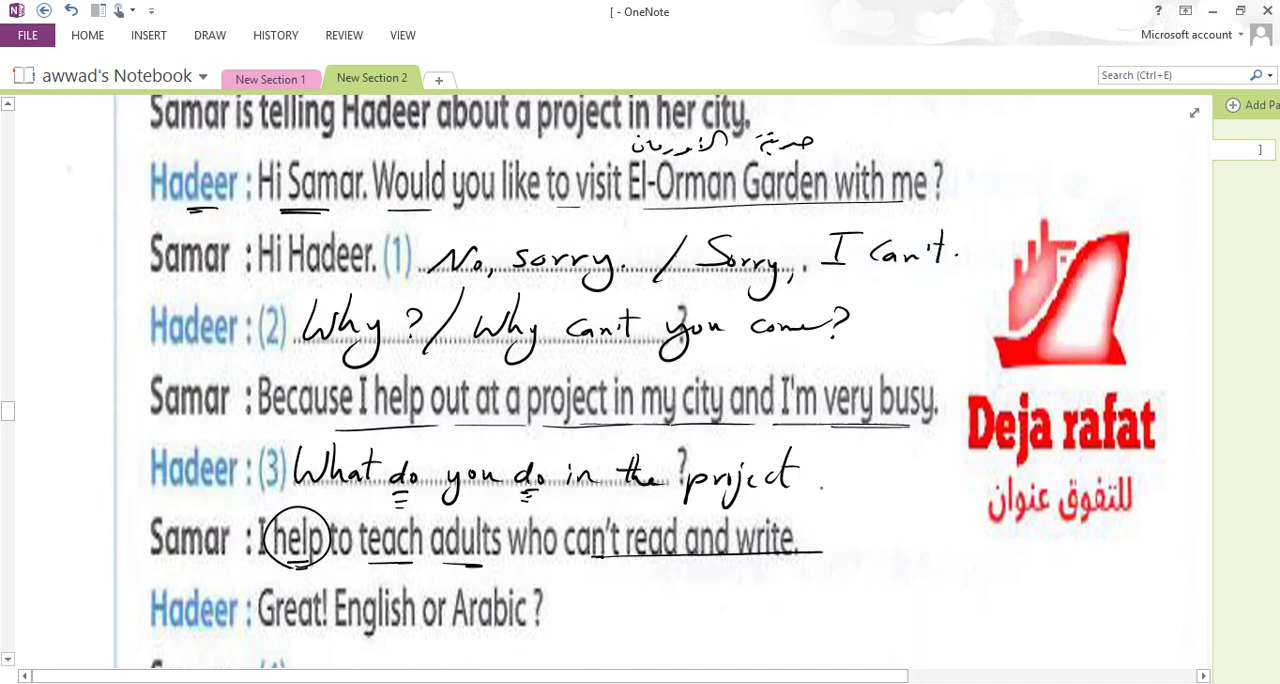 [ - OneNote
? 
FILE HOME INSERT DRAW HISTORY REVIEW VIEW
Microsoft account
awwad's Notebook New Section 1 New Section 2 +
Search (Ctrl+E)
Add Pa
]
Samar is telling Hadeer about a project in her city.
حديقة الأورمان
Hadeer : Hi Samar. Would you like to visit El-Orman Garden with me ?
Samar : Hi Hadeer. (1) No, sorry. / Sorry, I can't.
Hadeer : (2) Why ? / Why can't you come?
Samar : Because I help out at a project in my city and I'm very busy.
Hadeer : (3) What do you do in the ? project
Samar : I help to teach adults who can't read and write.
Hadeer : Great! English or Arabic ?
Deja rafat
للتفوق عنوان